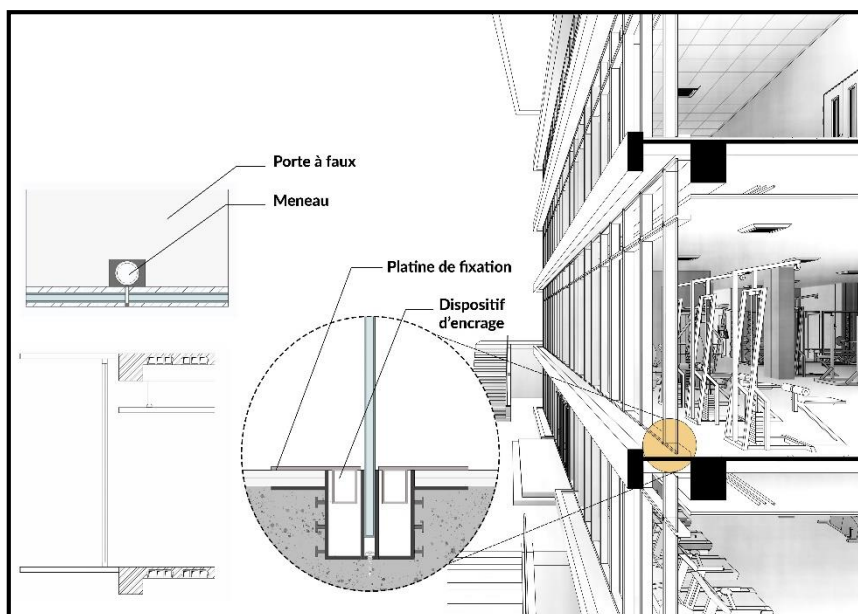 Porte à faux
Meneau
Platine de fixation
Dispositif
d'encrage